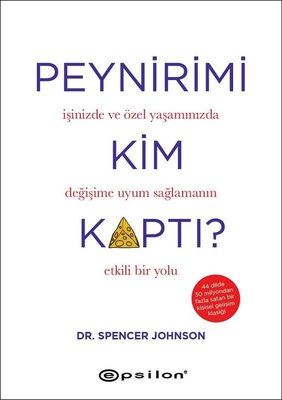 PEYNİRİMİ
işinizde ve özel yaşamınızda
KİM
değişime uyum sağlamanın
KAPTI?
etkili bir yolu
44 dilde
30 milyondan
fazla satan bir
kişisel gelişim
klasiği
DR. SPENCER JOHNSON
epsilon®